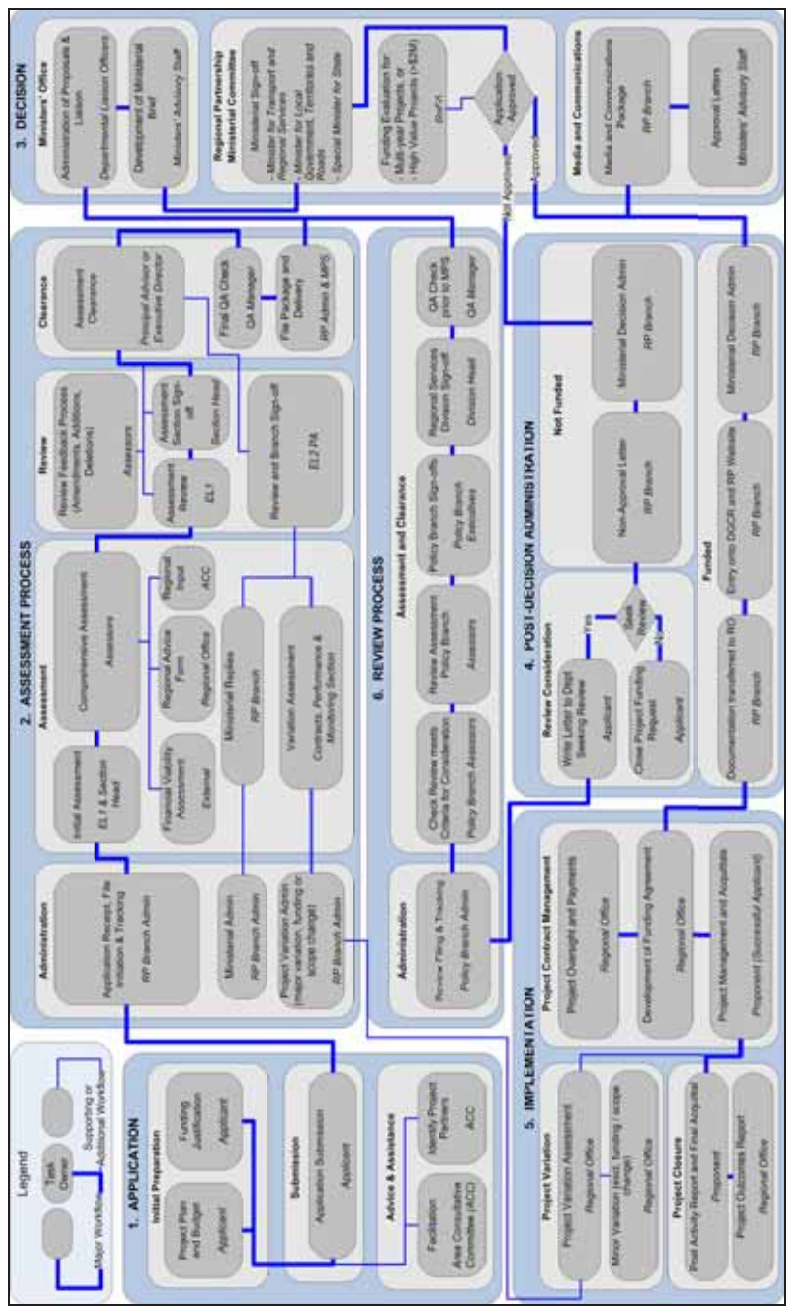 Legend
Task
Owner
Major Workflow
Supporting or
Additional Workflow
1. APPLICATION
Initial Preparation
Project Plan
and Budget
Applicant
Funding
Justification
Applicant
Submission
Application Submission
Applicant
Advice & Assistance
Facilitation
Area Consultative
Committee (ACC)
Identify Project
Partners
ACC
2. ASSESSMENT PROCESS
Administration
Application Receipt, File
Initiation & Tracking
RP Branch Admin
Ministerial Admin
RP Branch Admin
Project Variation Admin
(major variation, funding or
scope change)
RP Branch Admin
Assessment
Initial Assessment
EL1 & Section
Head
Comprehensive Assessment
Assessors
Financial Viability
Assessment
External
Regional Advice
Form
Regional Office
Regional
Input
ACC
Ministerial Replies
RP Branch
Variation Assessment
Contracts, Performance &
Monitoring Section
Review
Review Feedback Process
(Amendments, Additions,
Deletions)
Assessors
Assessment
Review
EL1
Assessment
Section Sign-
off
Section Head
Review and Branch Sign-off
EL2 PA
Clearance
Assessment
Clearance
Principal Advisor or
Executive Director
Final QA Check
QA Manager
File Package and
Delivery
RP Admin & MPS
3. DECISION
Ministers' Office
Administration of Proposals &
Liaison
Departmental Liaison Officers
Development of Ministerial
Brief
Ministers' Advisory Staff
Regional Partnership
Ministerial Committee
Ministerial Sign-off
- Minister for Transport and
Regional Services
- Minister for Local
Government, Territories and
Roads
- Special Minister for State
Funding Evaluation for
- Multi-year Projects, or
- High Value Projects (>$2M)
Application
Approved
Not Approved
Approved
Media and Communications
Media and Communications
Package
RP Branch
Approval Letters
Ministers' Advisory Staff
6. REVIEW PROCESS
Administration
Review Filing & Tracking
Policy Branch Admin
Assessment and Clearance
Check Review meets
Criteria for Consideration
Policy Branch Assessors
Review Assessment
Policy Branch
Assessors
Policy Branch Sign-offs
Policy Branch
Executives
Regional Services
Division Sign-off
Division Head
QA Check
prior to MPS
QA Manager
4. POST-DECISION ADMINISTRATION
Review Consideration
Write Letter to Dept
Seeking Review
Applicant
Close Project Funding
Request
Applicant
Yes
Seek
Review
No
Not Funded
Non-Approval Letter
RP Branch
Ministerial Decision Admin
RP Branch
Funded
Documentation transferred to RO
RP Branch
Entry onto DGCR and RP Website
RP Branch
Ministerial Decision Admin
RP Branch
5. IMPLEMENTATION
Project Variation
Project Variation Assessment
Regional Office
Minor Variation (excl. funding / scope
change)
Regional Office
Project Closure
Post Activity Report and Final Acquittal
Proponent
Project Outcomes Report
Regional Office
Project Contract Management
Project Oversight and Payments
Regional Office
Development of Funding Agreement
Regional Office
Project Management and Acquittals
Proponent (Successful Applicant)